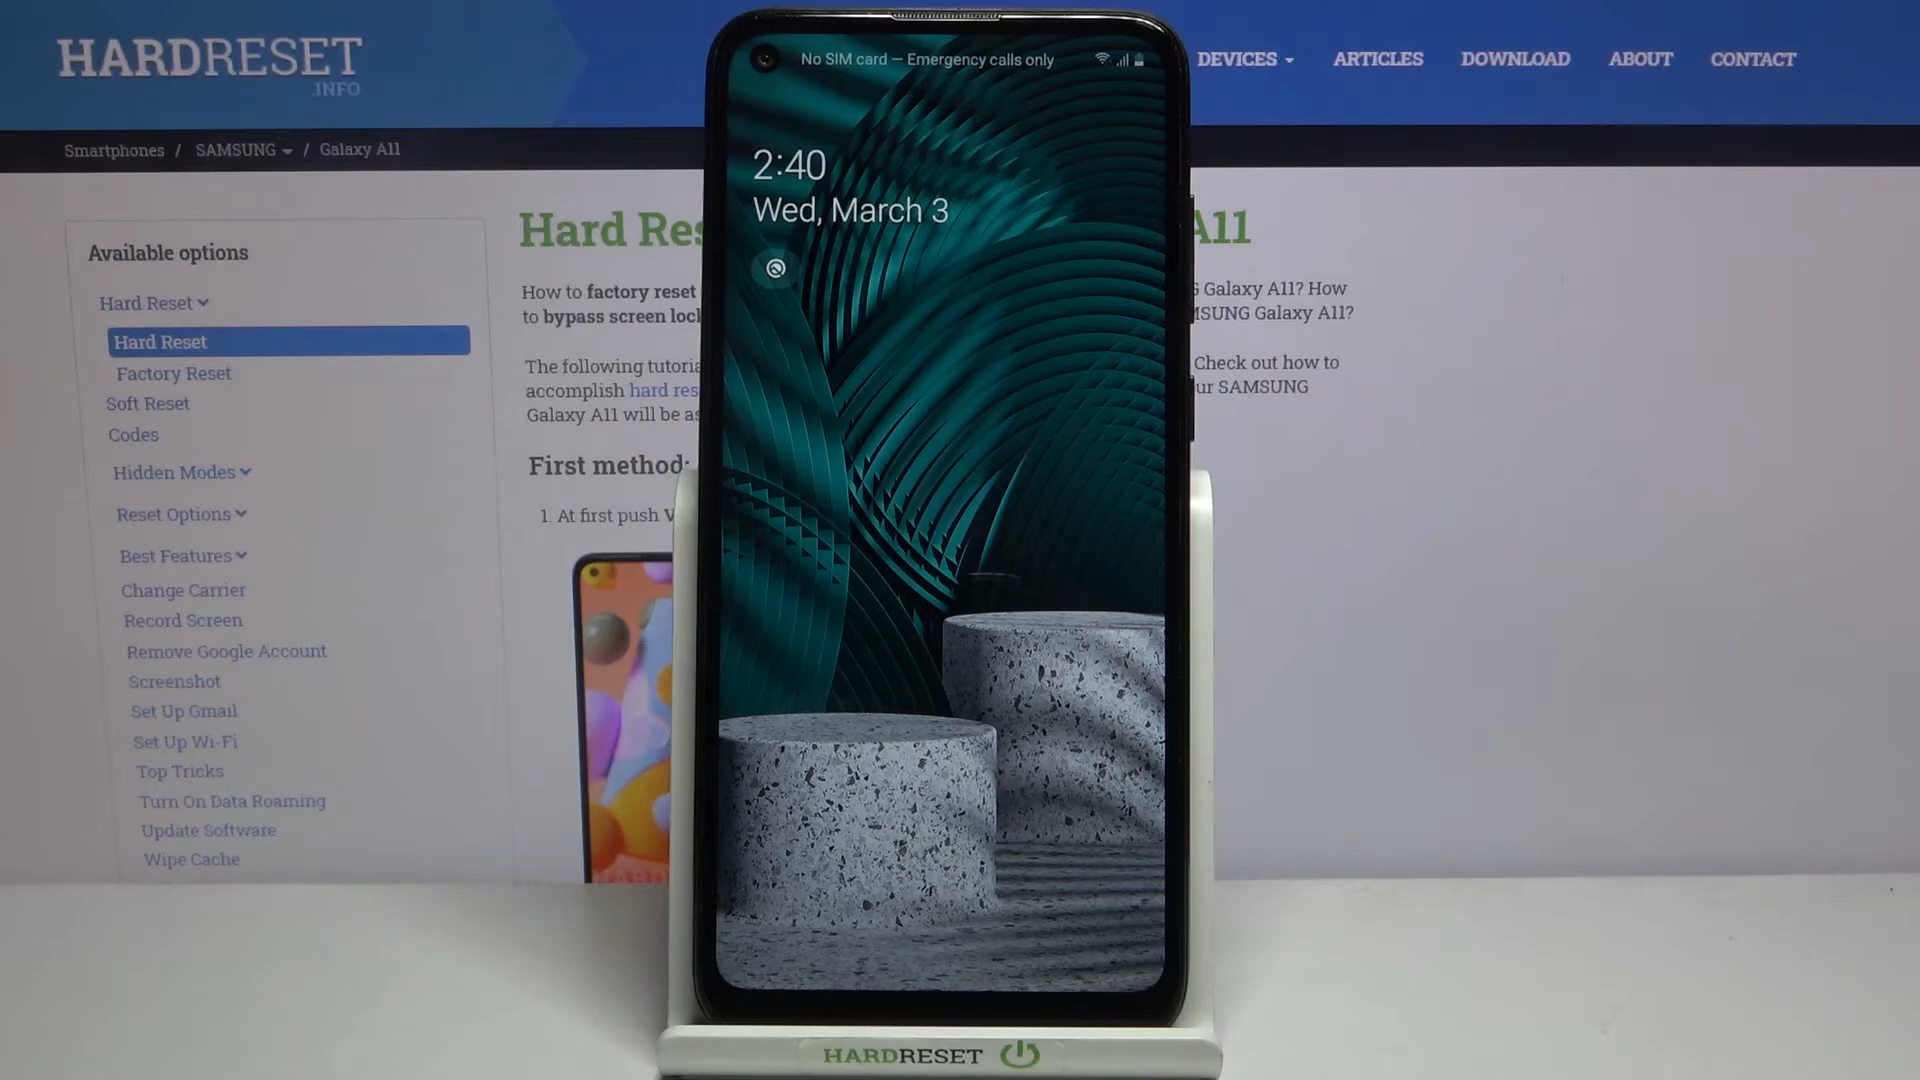 HARDRESET
.INFO
DEVICES
ARTICLES
DOWNLOAD
ABOUT
CONTACT
Smartphones / SAMSUNG / Galaxy A11
Available options
Hard Reset
Hard Reset
Factory Reset
Soft Reset
Codes
Hidden Modes
Reset Options
Best Features
Change Carrier
Record Screen
Remove Google Account
Screenshot
Set Up Gmail
Set Up Wi-Fi
Top Tricks
Turn On Data Roaming
Update Software
Wipe Cache
Hard Res A11
How to factory reset Galaxy A11? How
to bypass screen loc MSUNG Galaxy A11?
The following tutoria Check out how to
accomplish hard res ur SAMSUNG
Galaxy A11 will be as
First method:
1. At first push V
No SIM card – Emergency calls only
2:40
Wed, March 3
HARDRESET